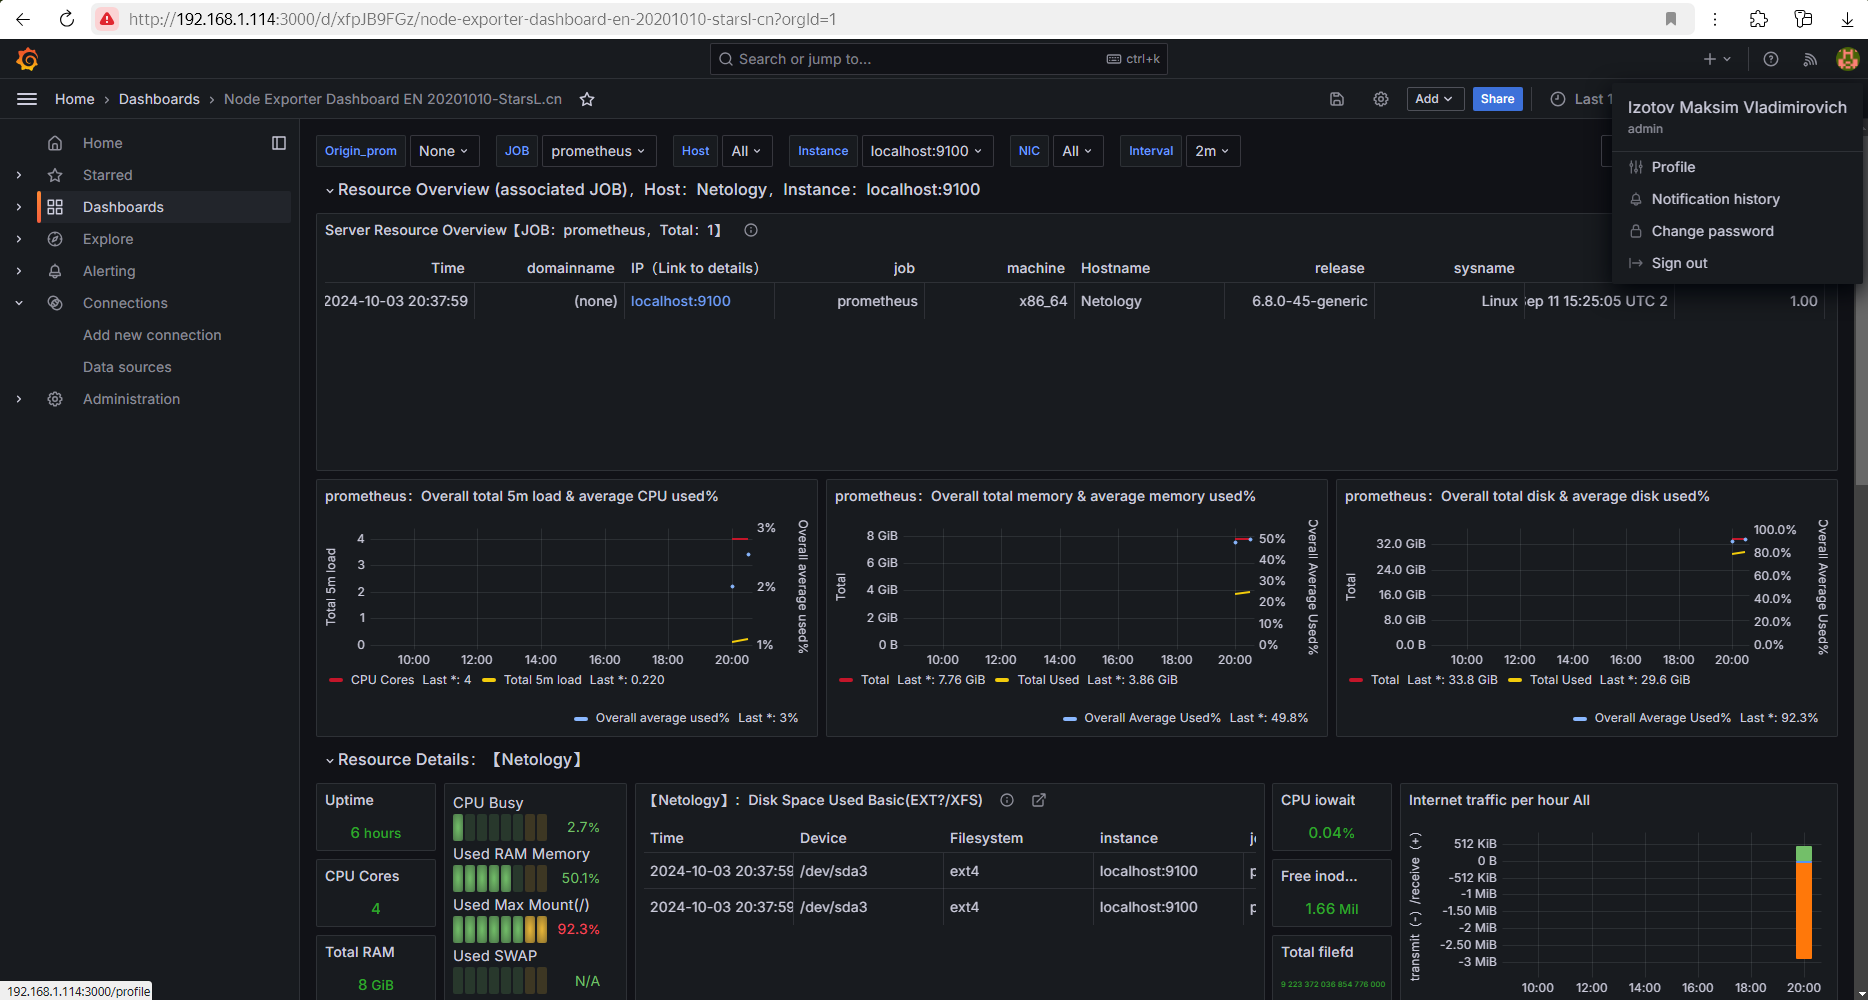 http://192.168.1.114:3000/d/xfpJB9FGz/node-exporter-dashboard-en-20201010-starsl-cn?orgId=1
Search or jump to...
ctrl+k
Home › Dashboards › Node Exporter Dashboard EN 20201010-StarsL.cn
Add
Share
Last 1
Izotov Maksim Vladimirovich
admin
Profile
Notification history
Change password
Sign out
Home
Starred
Dashboards
Explore
Alerting
Connections
Add new connection
Data sources
Administration
Origin_prom None JOB prometheus Host All Instance localhost:9100 NIC All Interval 2m
Resource Overview (associated JOB)，Host：Netology，Instance：localhost:9100
Server Resource Overview【JOB：prometheus，Total：1】
Time domainname IP（Link to details） job machine Hostname release sysname
2024-10-03 20:37:59 (none) localhost:9100 prometheus x86_64 Netology 6.8.0-45-generic Linux ep 11 15:25:05 UTC 2 1.00
prometheus：Overall total 5m load & average CPU used%
Total 5m load
4
3
2
1
0
3%
2%
1%
Overall average used%
10:00 12:00 14:00 16:00 18:00 20:00
CPU Cores Last *: 4 Total 5m load Last *: 0.220
Overall average used% Last *: 3%
prometheus：Overall total memory & average memory used%
Total
8 GiB
6 GiB
4 GiB
2 GiB
0 B
50%
40%
30%
20%
10%
0%
Overall Average Used%
10:00 12:00 14:00 16:00 18:00 20:00
Total Last *: 7.76 GiB Total Used Last *: 3.86 GiB
Overall Average Used% Last *: 49.8%
prometheus：Overall total disk & average disk used%
Total
32.0 GiB
24.0 GiB
16.0 GiB
8.0 GiB
0.0 B
100.0%
80.0%
60.0%
40.0%
20.0%
0.0%
Overall Average Used%
10:00 12:00 14:00 16:00 18:00 20:00
Total Last *: 33.8 GiB Total Used Last *: 29.6 GiB
Overall Average Used% Last *: 92.3%
Resource Details：【Netology】
Uptime
6 hours
CPU Cores
4
Total RAM
8 GiB
CPU Busy
2.7%
Used RAM Memory
50.1%
Used Max Mount(/)
92.3%
Used SWAP
N/A
【Netology】：Disk Space Used Basic(EXT?/XFS)
Time Device Filesystem instance
2024-10-03 20:37:59 /dev/sda3 ext4 localhost:9100 p
2024-10-03 20:37:59 /dev/sda3 ext4 localhost:9100 p
CPU iowait
0.04%
Free inod...
1.66 Mil
Total filefd
9 223 372 036 854 776 000
Internet traffic per hour All
transmit (-) /receive (+)
512 KiB
0 B
-512 KiB
-1 MiB
-1.50 MiB
-2 MiB
-2.50 MiB
-3 MiB
10:00 12:00 14:00 16:00 18:00 20:00
192.168.1.114:3000/profile